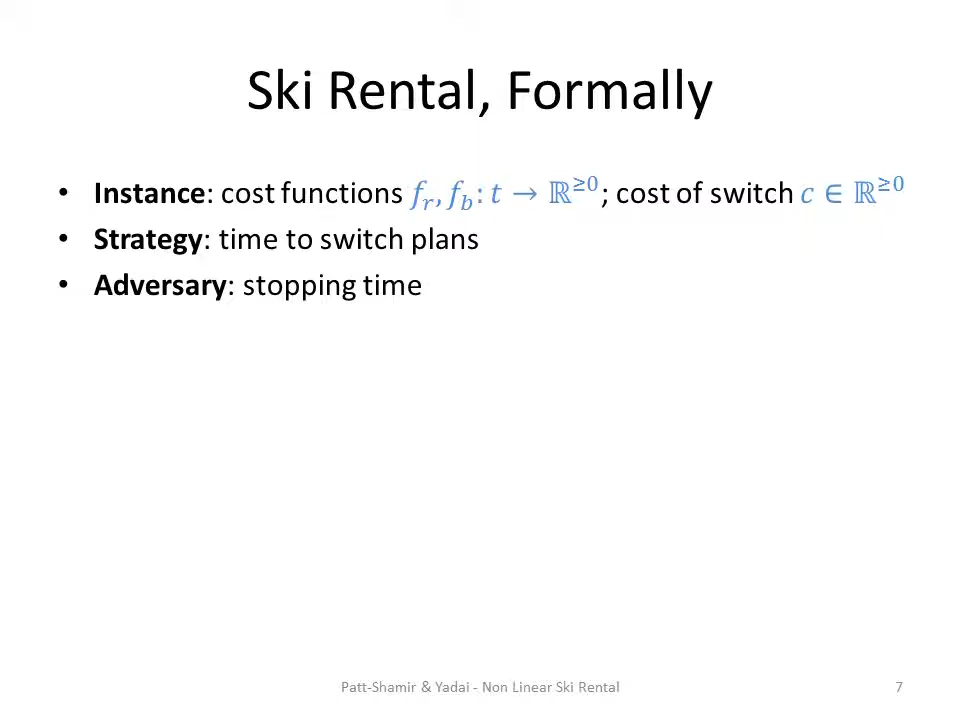 Ski Rental, Formally
• Instance: cost functions 𝑓ᵣ, 𝑓_b: 𝑡 → ℝ^≥0; cost of switch 𝑐 ∈ ℝ^≥0
• Strategy: time to switch plans
• Adversary: stopping time
Patt-Shamir & Yadai - Non Linear Ski Rental
7